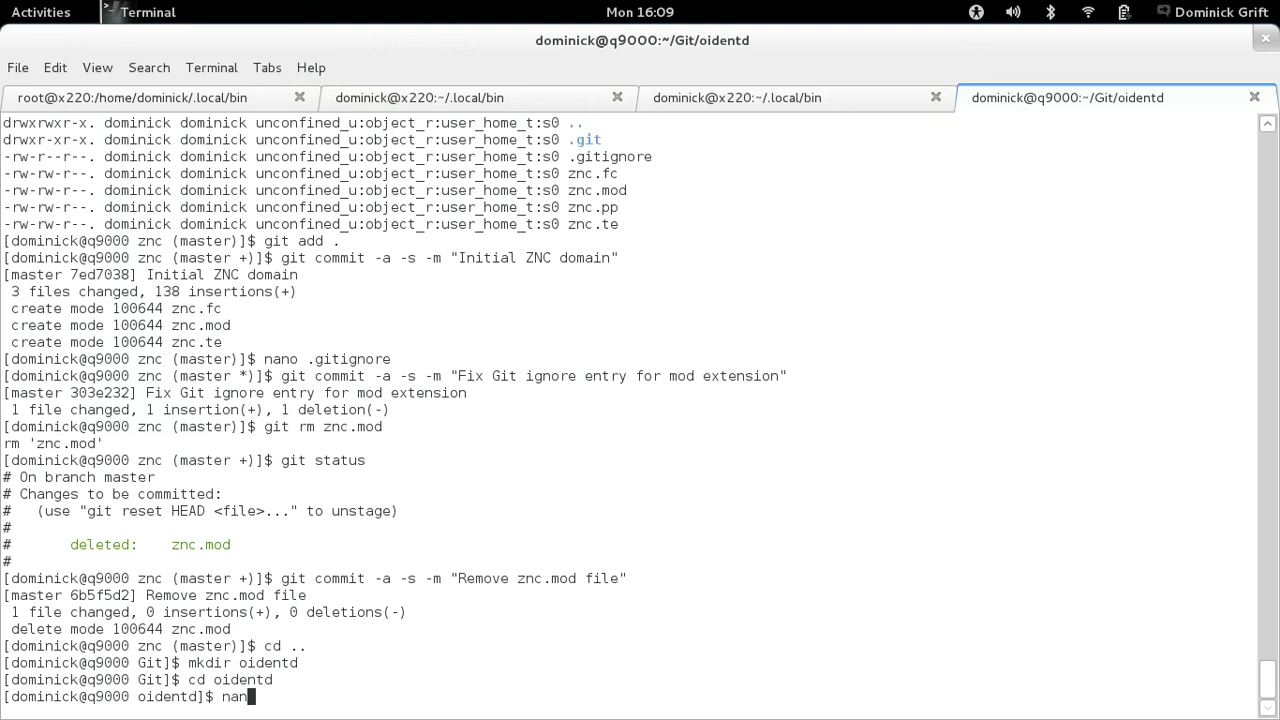 Activities Terminal Mon 16:09 Dominick Grift
dominick@q9000:~/Git/oidentd
File Edit View Search Terminal Tabs Help
root@x220:/home/dominick/.local/bin dominick@x220:~/.local/bin dominick@x220:~/.local/bin dominick@q9000:~/Git/oidentd
drwxrwxr-x. dominick dominick unconfined_u:object_r:user_home_t:s0 ..
drwxr-xr-x. dominick dominick unconfined_u:object_r:user_home_t:s0 .git
-rw-r--r--. dominick dominick unconfined_u:object_r:user_home_t:s0 .gitignore
-rw-rw-r--. dominick dominick unconfined_u:object_r:user_home_t:s0 znc.fc
-rw-rw-r--. dominick dominick unconfined_u:object_r:user_home_t:s0 znc.mod
-rw-rw-r--. dominick dominick unconfined_u:object_r:user_home_t:s0 znc.pp
-rw-rw-r--. dominick dominick unconfined_u:object_r:user_home_t:s0 znc.te
[dominick@q9000 znc (master)]$ git add .
[dominick@q9000 znc (master +)]$ git commit -a -s -m "Initial ZNC domain"
[master 7ed7038] Initial ZNC domain
 3 files changed, 138 insertions(+)
 create mode 100644 znc.fc
 create mode 100644 znc.mod
 create mode 100644 znc.te
[dominick@q9000 znc (master)]$ nano .gitignore
[dominick@q9000 znc (master *)]$ git commit -a -s -m "Fix Git ignore entry for mod extension"
[master 303e232] Fix Git ignore entry for mod extension
 1 file changed, 1 insertion(+), 1 deletion(-)
[dominick@q9000 znc (master)]$ git rm znc.mod
rm 'znc.mod'
[dominick@q9000 znc (master +)]$ git status
# On branch master
# Changes to be committed:
#   (use "git reset HEAD <file>..." to unstage)
#
#       deleted:    znc.mod
#
[dominick@q9000 znc (master +)]$ git commit -a -s -m "Remove znc.mod file"
[master 6b5f5d2] Remove znc.mod file
 1 file changed, 0 insertions(+), 0 deletions(-)
 delete mode 100644 znc.mod
[dominick@q9000 znc (master)]$ cd ..
[dominick@q9000 Git]$ mkdir oidentd
[dominick@q9000 Git]$ cd oidentd
[dominick@q9000 oidentd]$ nan